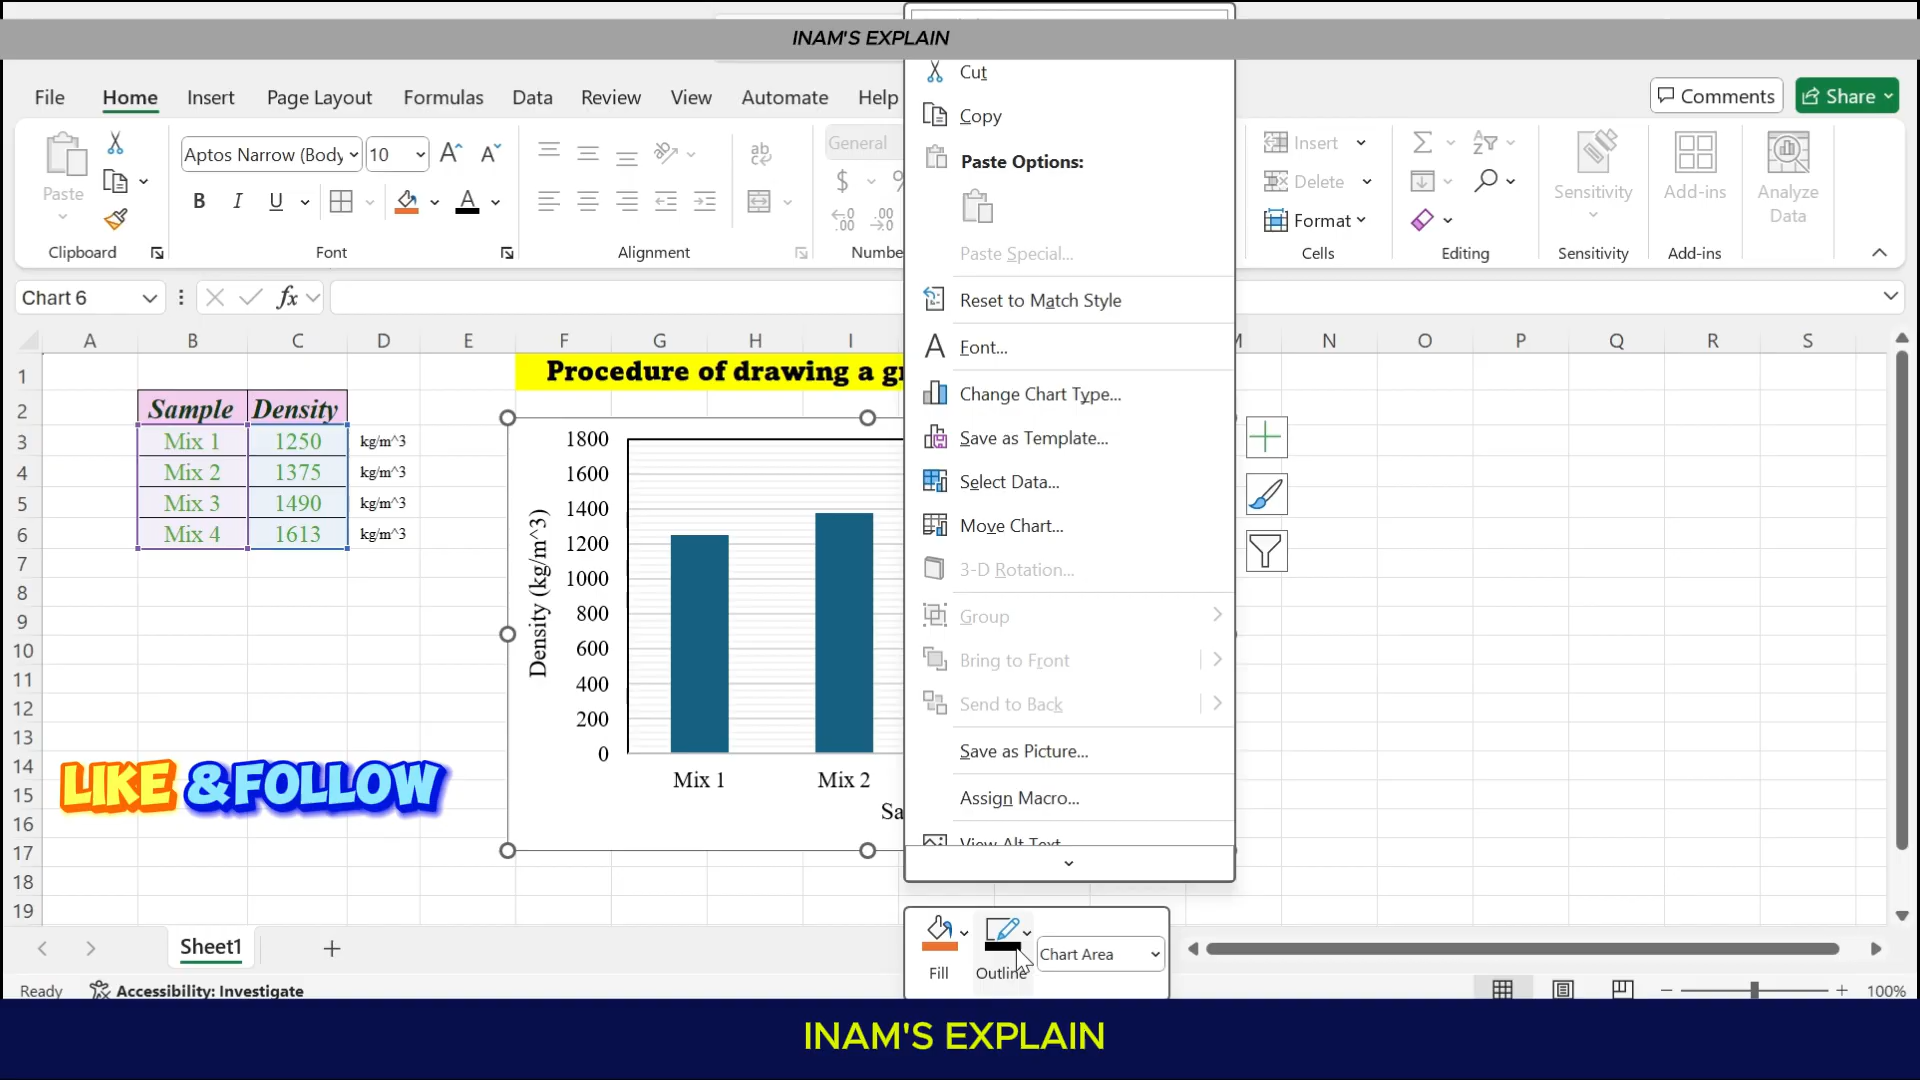 INAM'S EXPLAIN
File Home Insert Page Layout Formulas Data Review View Automate Help
Comments Share
Paste
Clipboard
Aptos Narrow (Body 10
B I U
Font
ab
Alignment
General
$ %
Numbe
Insert
Delete
Format
Cells
Editing
Sensitivity
Sensitivity
Add-ins
Add-ins
Analyze
Data
Chart 6
fx
A B C D E F G H I M N O P Q R S
1 Procedure of drawing a g
2 Sample Density
3 Mix 1 1250 kg/m^3
4 Mix 2 1375 kg/m^3
5 Mix 3 1490 kg/m^3
6 Mix 4 1613 kg/m^3
7
8
9
10
11
12
13
14
15
16
17
18
19
Density (kg/m^3)
1800
1600
1400
1200
1000
800
600
400
200
0
Mix 1 Mix 2
Sa
LIKE &FOLLOW
Cut
Copy
Paste Options:
Paste Special...
Reset to Match Style
Font...
Change Chart Type...
Save as Template...
Select Data...
Move Chart...
3-D Rotation...
Group
Bring to Front
Send to Back
Save as Picture...
Assign Macro...
View Alt Text
Fill
Outline
Chart Area
Sheet1
Ready Accessibility: Investigate
100%
INAM'S EXPLAIN